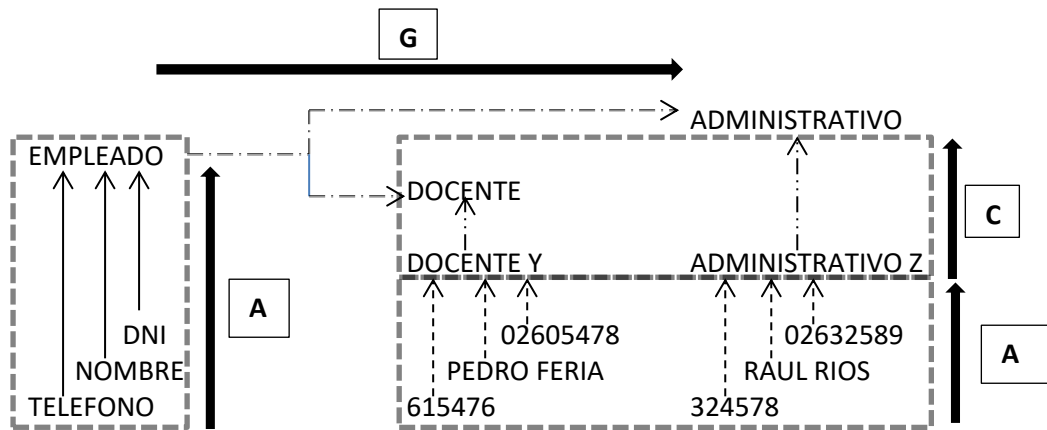 G
ADMINISTRATIVO
EMPLEADO
DOCENTE
C
DOCENTE Y
ADMINISTRATIVO Z
A
DNI
02605478
02632589
A
NOMBRE
PEDRO FERIA
RAUL RIOS
TELEFONO
615476
324578